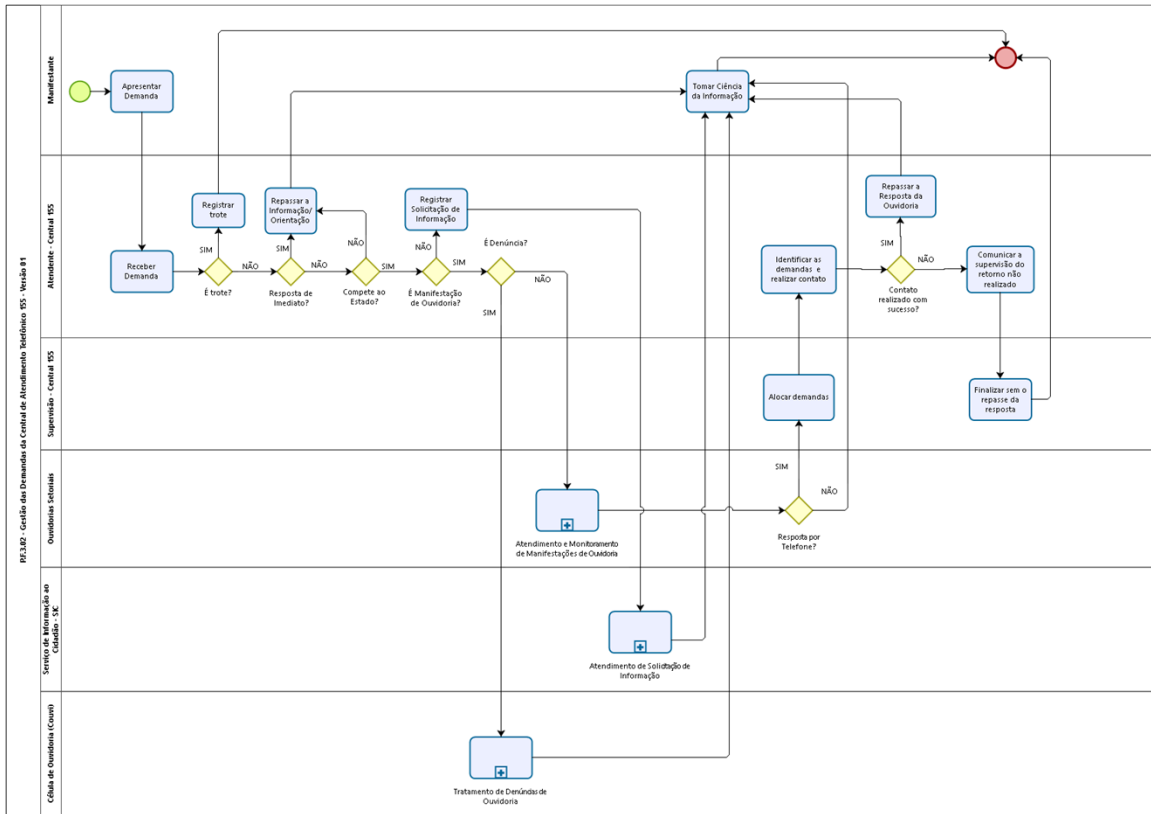 P.F.3.02 - Gestão das Demandas da Central de Atendimento Telefônico 155 - Versão 01
Manifestante
Apresentar
Demanda
Tomar Ciência
da Informação
Atendente - Central 155
Receber
Demanda
Registrar
trote
SIM
É trote?
NÃO
Repassar a
Informação/
Orientação
SIM
Resposta de
Imediato?
NÃO
NÃO
Compete ao
Estado?
SIM
Registrar
Solicitação de
Informação
NÃO
É Manifestação
de Ouvidoria?
SIM
É Denúncia?
NÃO
SIM
Identificar as
demandas e
realizar contato
Repassar a
Resposta da
Ouvidoria
SIM
NÃO
Contato
realizado com
sucesso?
Comunicar a
supervisão do
retorno não
realizado
Supervisão - Central 155
Alocar demandas
Finalizar sem o
repasse da
resposta
Ouvidorias Setoriais
Atendimento e Monitoramento
de Manifestações de Ouvidoria
SIM
NÃO
Resposta por
Telefone?
Serviço de Informação ao
Cidadão - SIC
Atendimento de Solicitação de
Informação
Célula de Ouvidoria (Couvi)
Tratamento de Denúncias de
Ouvidoria